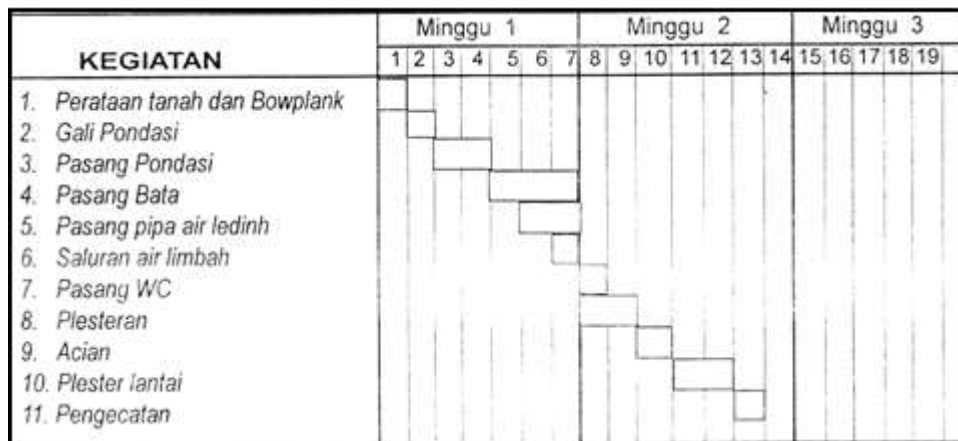 Minggu 1 Minggu 2 Minggu 3
KEGIATAN 1 2 3 4 5 6 7 8 9 10 11 12 13 14 15 16 17 18 19
1. Perataan tanah dan Bowplank
2. Gali Pondasi
3. Pasang Pondasi
4. Pasang Bata
5. Pasang pipa air ledinh
6. Saluran air limbah
7. Pasang WC
8. Plesteran
9. Acian
10. Plester lantai
11. Pengecatan